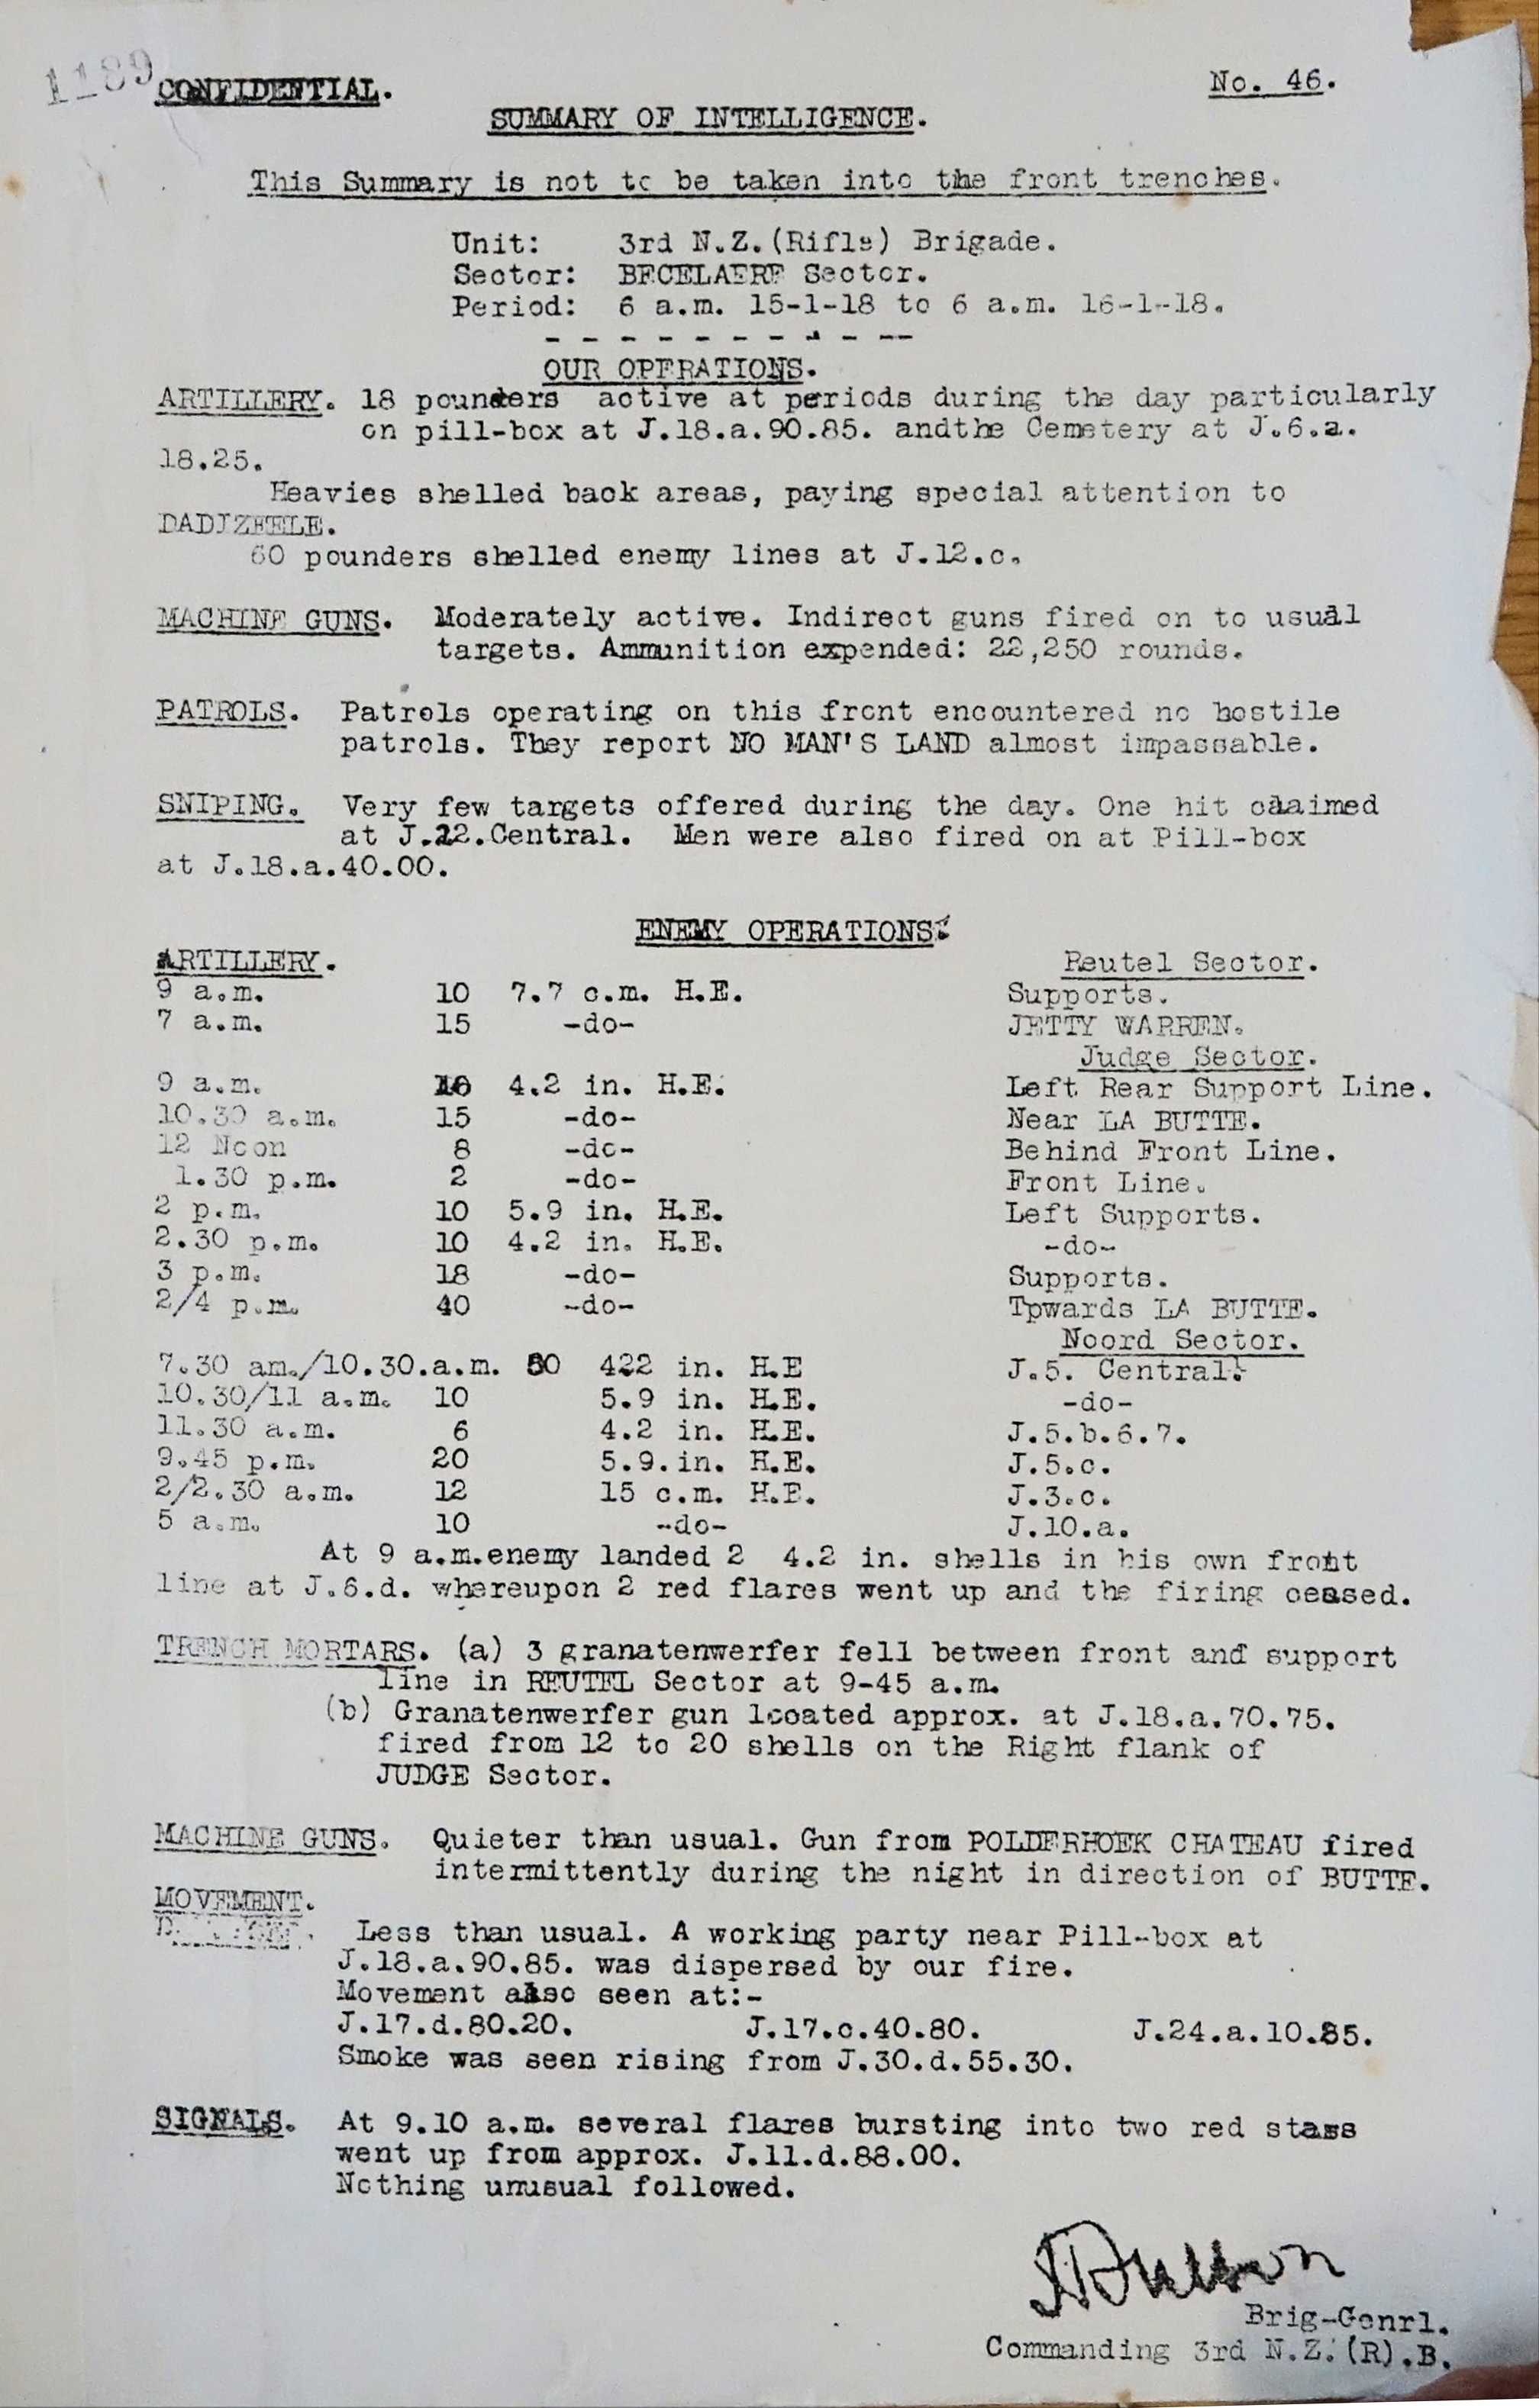 1189
CONFIDENTIAL. No. 46.
SUMMARY OF INTELLIGENCE.
This Summary is not to be taken into the front trenches.
Unit: 3rd N.Z.(Rifle) Brigade.
Sector: BECELAERE Sector.
Period: 6 a.m. 15-1-18 to 6 a.m. 16-1-18.
- - - - - - - - - --
OUR OPERATIONS.
ARTILLERY. 18 pounders active at periods during the day particularly
on pill-box at J.18.a.90.85. andthe Cemetery at J.6.a.
18.25.
Heavies shelled back areas, paying special attention to
DADIZEELE.
60 pounders shelled enemy lines at J.12.c.
MACHINE GUNS. Moderately active. Indirect guns fired on to usual
targets. Ammunition expended: 22,250 rounds.
PATROLS. Patrols operating on this front encountered no hostile
patrols. They report NO MAN'S LAND almost impassable.
SNIPING. Very few targets offered during the day. One hit claimed
at J.22.Central. Men were also fired on at Pill-box
at J.18.a.40.00.
ENEMY OPERATIONS.
ARTILLERY. Reutel Sector.
9 a.m. 10 7.7 c.m. H.E. Supports.
7 a.m. 15 -do- JETTY WARREN.
Judge Sector.
9 a.m. 10 4.2 in. H.E. Left Rear Support Line.
10.30 a.m. 15 -do- Near LA BUTTE.
12 Noon 8 -do- Behind Front Line.
1.30 p.m. 2 -do- Front Line.
2 p.m. 10 5.9 in. H.E. Left Supports.
2.30 p.m. 10 4.2 in. H.E. -do-
3 p.m. 18 -do- Supports.
2/4 p.m. 40 -do- Tpwards LA BUTTE.
Noord Sector.
7.30 am./10.30.a.m. 50 422 in. H.E J.5. Central.
10.30/11 a.m. 10 5.9 in. H.E. -do-
11.30 a.m. 6 4.2 in. H.E. J.5.b.6.7.
9.45 p.m. 20 5.9.in. H.E. J.5.c.
2/2.30 a.m. 12 15 c.m. H.E. J.3.c.
5 a.m. 10 -do- J.10.a.
At 9 a.m.enemy landed 2 4.2 in. shells in his own front
line at J.6.d. whereupon 2 red flares went up and the firing ceased.
TRENCH MORTARS. (a) 3 granatenwerfer fell between front and support
line in REUTEL Sector at 9-45 a.m.
(b) Granatenwerfer gun lcoated approx. at J.18.a.70.75.
fired from 12 to 20 shells on the Right flank of
JUDGE Sector.
MACHINE GUNS. Quieter than usual. Gun from POLDERHOEK CHATEAU fired
intermittently during the night in direction of BUTTE.
MOVEMENT.
Less than usual. A working party near Pill-box at
J.18.a.90.85. was dispersed by our fire.
Movement also seen at:-
J.17.d.80.20. J.17.c.40.80. J.24.a.10.85.
Smoke was seen rising from J.30.d.55.30.
SIGNALS. At 9.10 a.m. several flares bursting into two red stars
went up from approx. J.11.d.88.00.
Nothing unusual followed.
Brig-Genrl.
Commanding 3rd N.Z.(R).B.